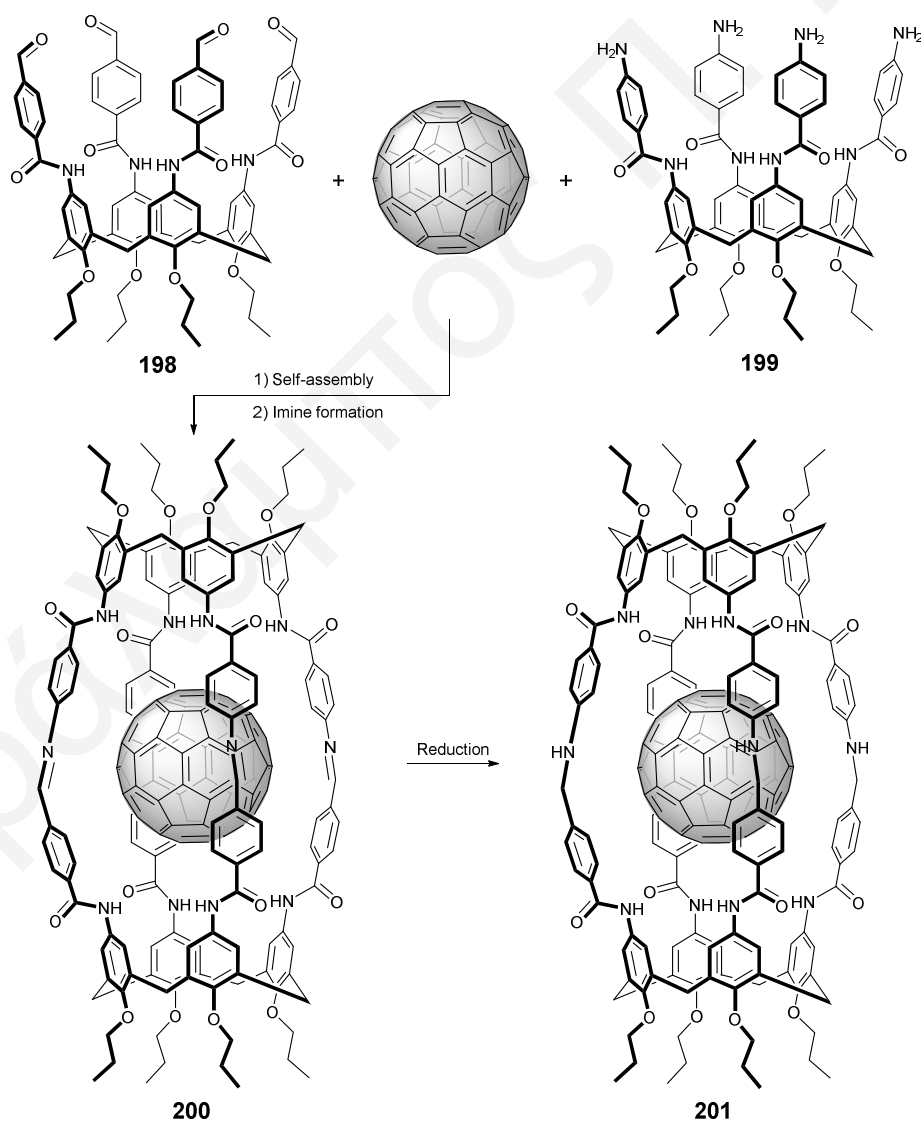 O O O O
H₂N NH₂ NH₂ NH₂
O NH O HN O HN O
+ +
O NH O HN O HN O
O O O O
O O O O
198
199
1) Self-assembly
2) Imine formation
O O O O
O O O O
O NH O NH HN O HN O
O NH O NH HN O HN O
N N N
Reduction
HN HN NH
O NH O NH HN O HN O
O NH O NH HN O HN O
O O O O
O O O O
200
201
ράλαμπος Π